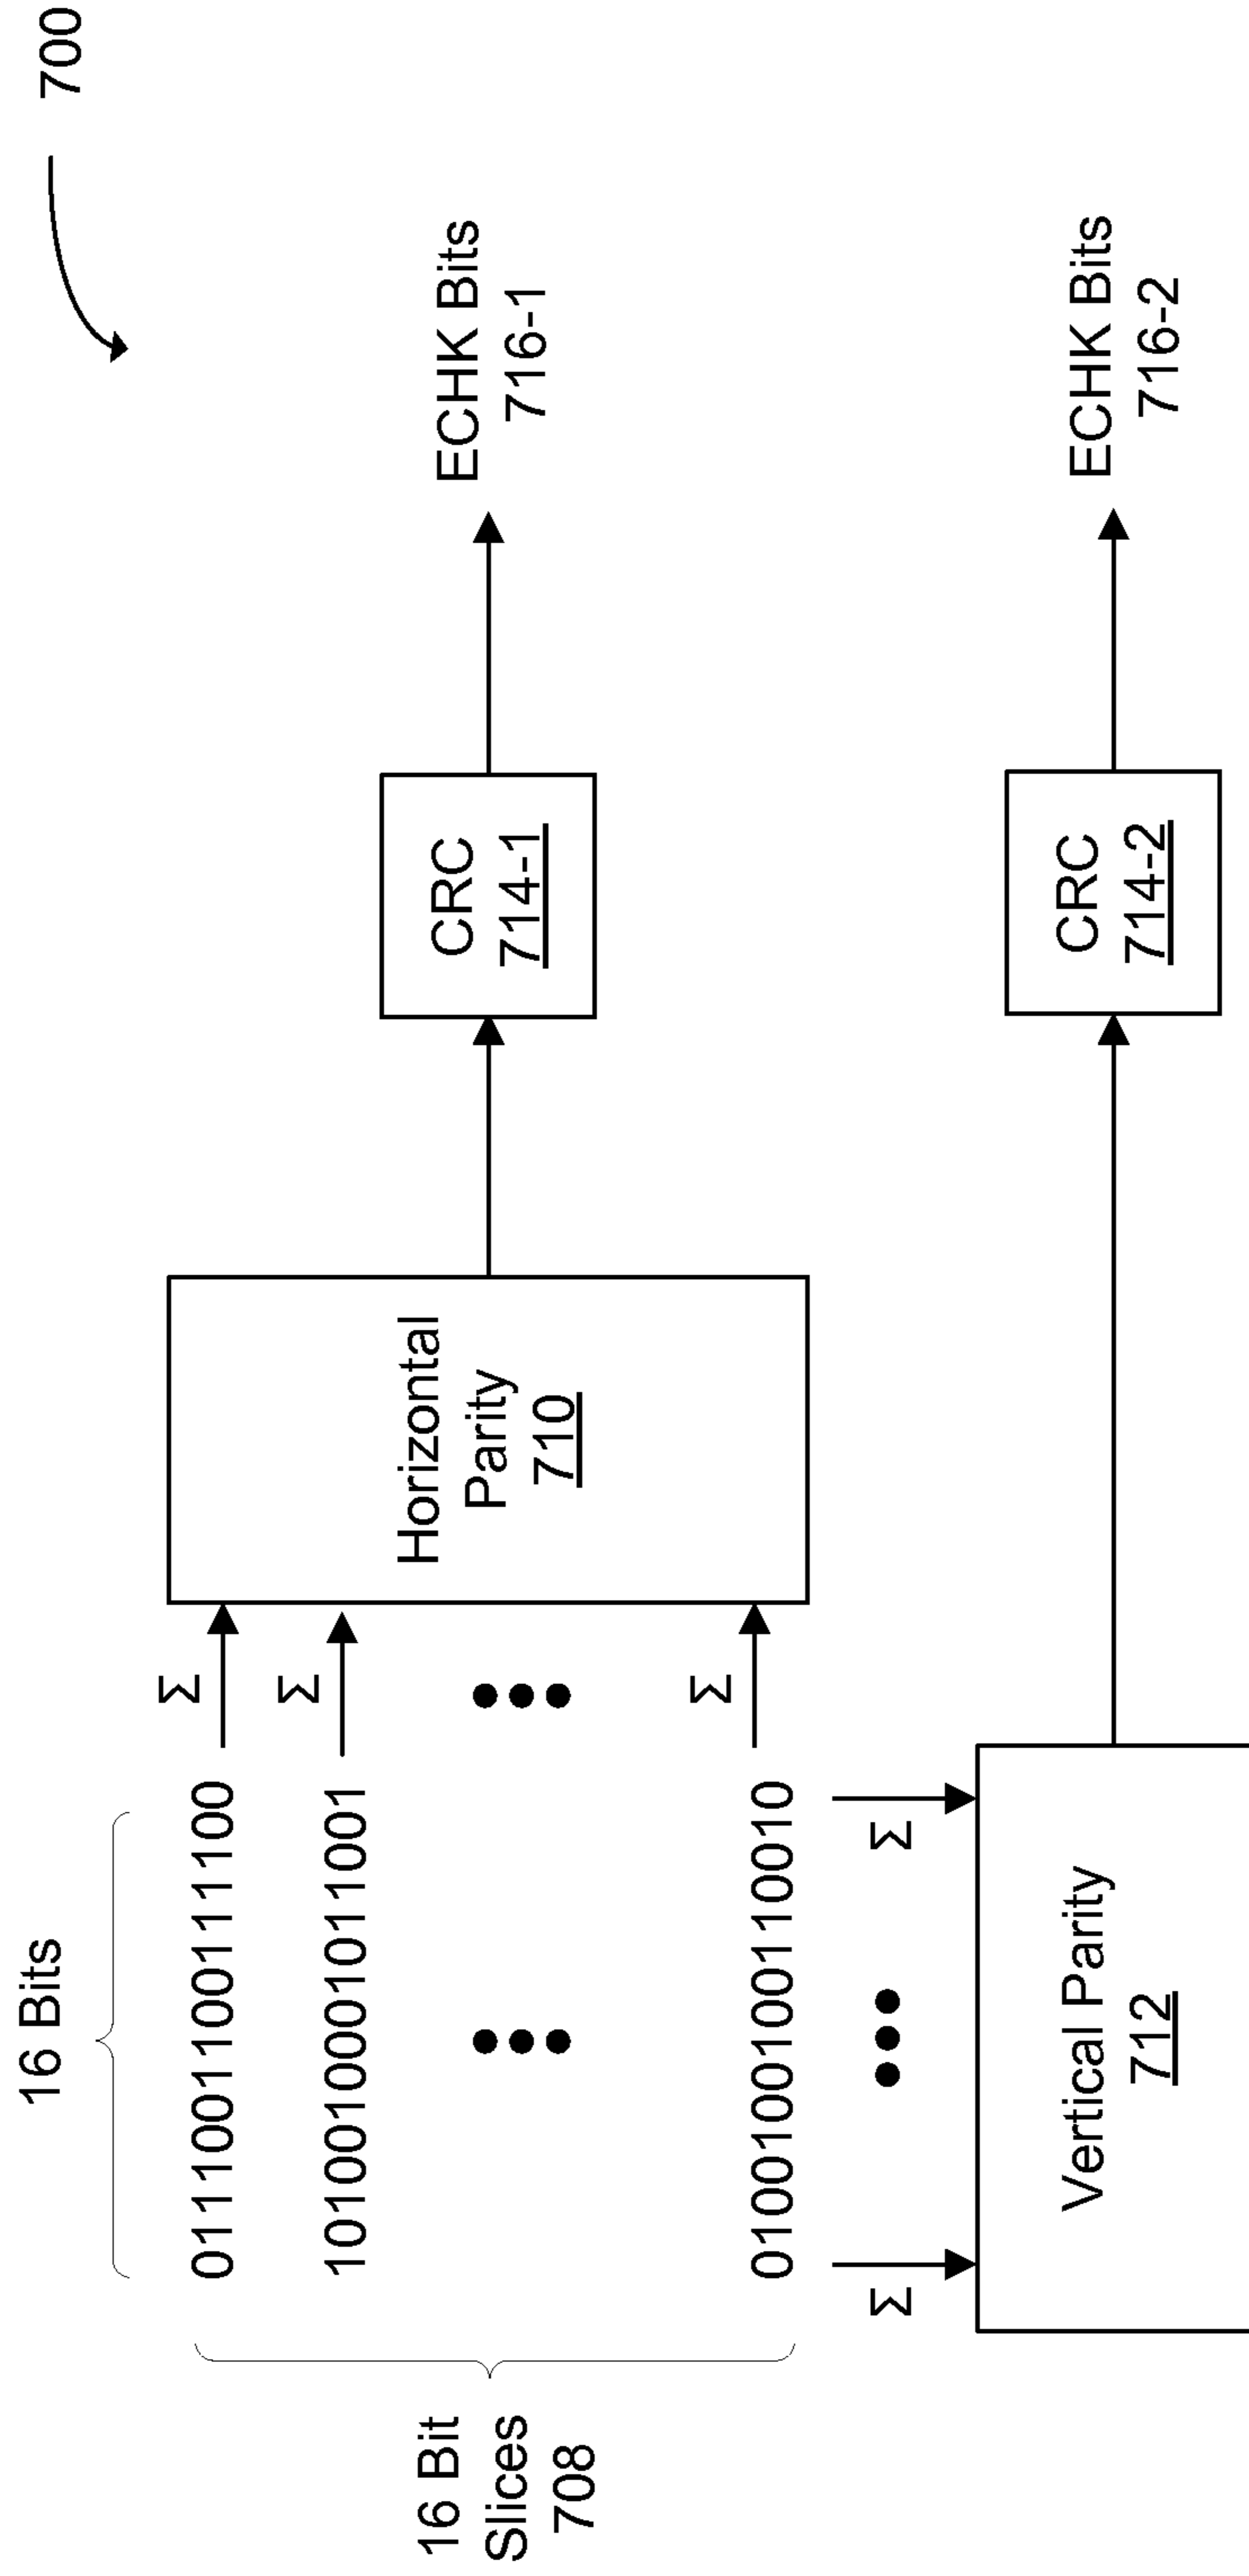 700
16 Bits
0111001100111100
Σ
1010010001011001
Σ
16 Bit
Slices
708
Horizontal
Parity
710
CRC
714-1
ECHK Bits
716-1
0100100100110010
Σ
Σ
Σ
Vertical Parity
712
CRC
714-2
ECHK Bits
716-2